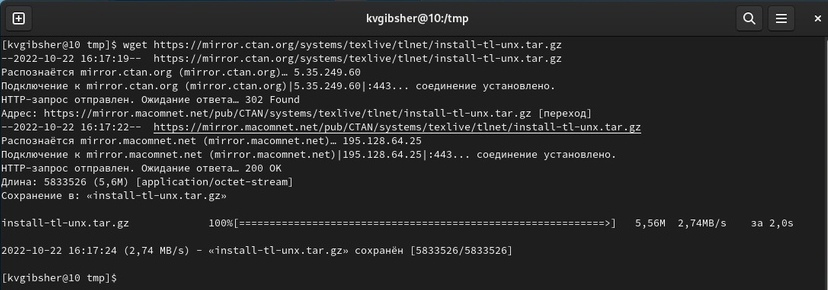 kvgibsher@10:/tmp
[kvgibsher@10 tmp]$ wget https://mirror.ctan.org/systems/texlive/tlnet/install-tl-unx.tar.gz
--2022-10-22 16:17:19--  https://mirror.ctan.org/systems/texlive/tlnet/install-tl-unx.tar.gz
Распознаётся mirror.ctan.org (mirror.ctan.org)… 5.35.249.60
Подключение к mirror.ctan.org (mirror.ctan.org)|5.35.249.60|:443... соединение установлено.
HTTP-запрос отправлен. Ожидание ответа… 302 Found
Адрес: https://mirror.macomnet.net/pub/CTAN/systems/texlive/tlnet/install-tl-unx.tar.gz [переход]
--2022-10-22 16:17:22--  https://mirror.macomnet.net/pub/CTAN/systems/texlive/tlnet/install-tl-unx.tar.gz
Распознаётся mirror.macomnet.net (mirror.macomnet.net)… 195.128.64.25
Подключение к mirror.macomnet.net (mirror.macomnet.net)|195.128.64.25|:443... соединение установлено.
HTTP-запрос отправлен. Ожидание ответа… 200 OK
Длина: 5833526 (5,6M) [application/octet-stream]
Сохранение в: «install-tl-unx.tar.gz»
install-tl-unx.tar.gz             100%[=============================================================>]   5,56M  2,74MB/s    за 2,0s
2022-10-22 16:17:24 (2,74 MB/s) - «install-tl-unx.tar.gz» сохранён [5833526/5833526]
[kvgibsher@10 tmp]$